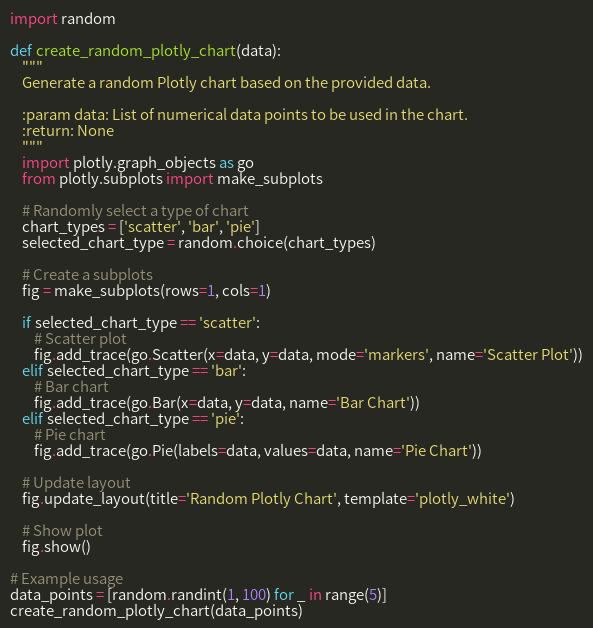 import random

def create_random_plotly_chart(data):
    """
    Generate a random Plotly chart based on the provided data.

    :param data: List of numerical data points to be used in the chart.
    :return: None
    """
    import plotly.graph_objects as go
    from plotly.subplots import make_subplots

    # Randomly select a type of chart
    chart_types = ['scatter', 'bar', 'pie']
    selected_chart_type = random.choice(chart_types)

    # Create a subplots
    fig = make_subplots(rows=1, cols=1)

    if selected_chart_type == 'scatter':
        # Scatter plot
        fig.add_trace(go.Scatter(x=data, y=data, mode='markers', name='Scatter Plot'))
    elif selected_chart_type == 'bar':
        # Bar chart
        fig.add_trace(go.Bar(x=data, y=data, name='Bar Chart'))
    elif selected_chart_type == 'pie':
        # Pie chart
        fig.add_trace(go.Pie(labels=data, values=data, name='Pie Chart'))

    # Update layout
    fig.update_layout(title='Random Plotly Chart', template='plotly_white')

    # Show plot
    fig.show()

# Example usage
data_points = [random.randint(1, 100) for _ in range(5)]
create_random_plotly_chart(data_points)